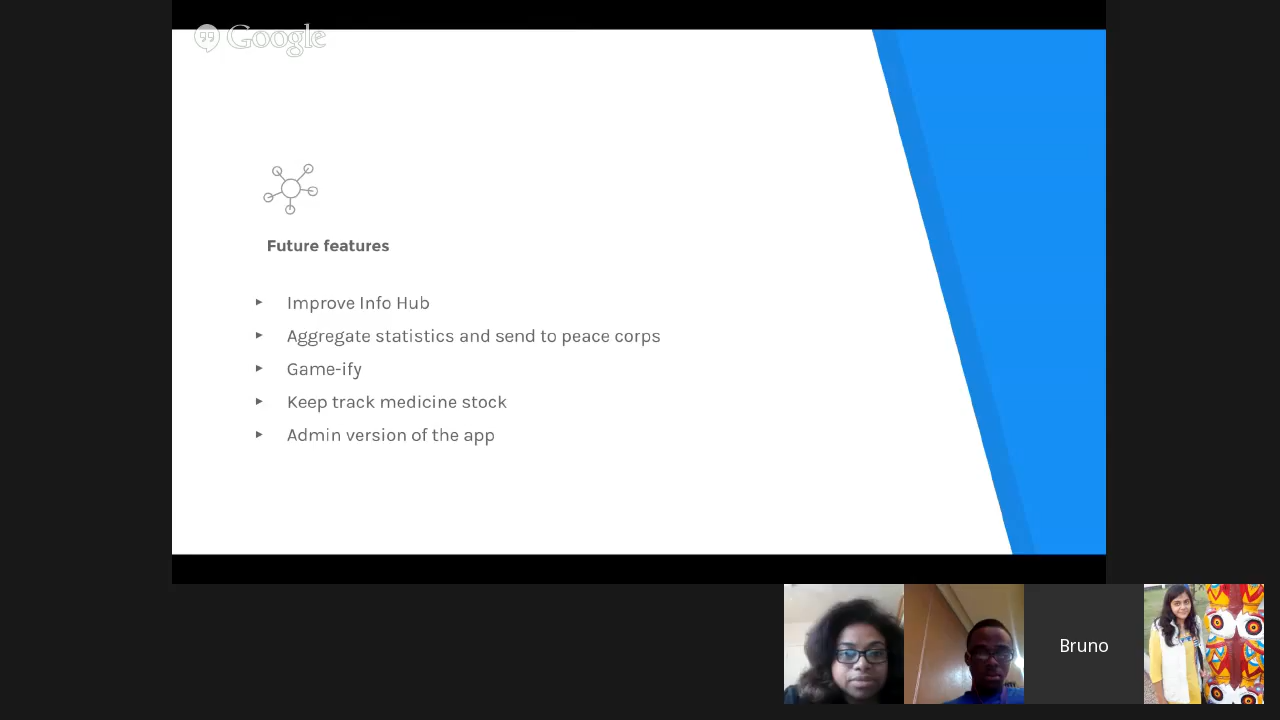 Google
Future features
Improve Info Hub
Aggregate statistics and send to peace corps
Game-ify
Keep track medicine stock
Admin version of the app
Bruno